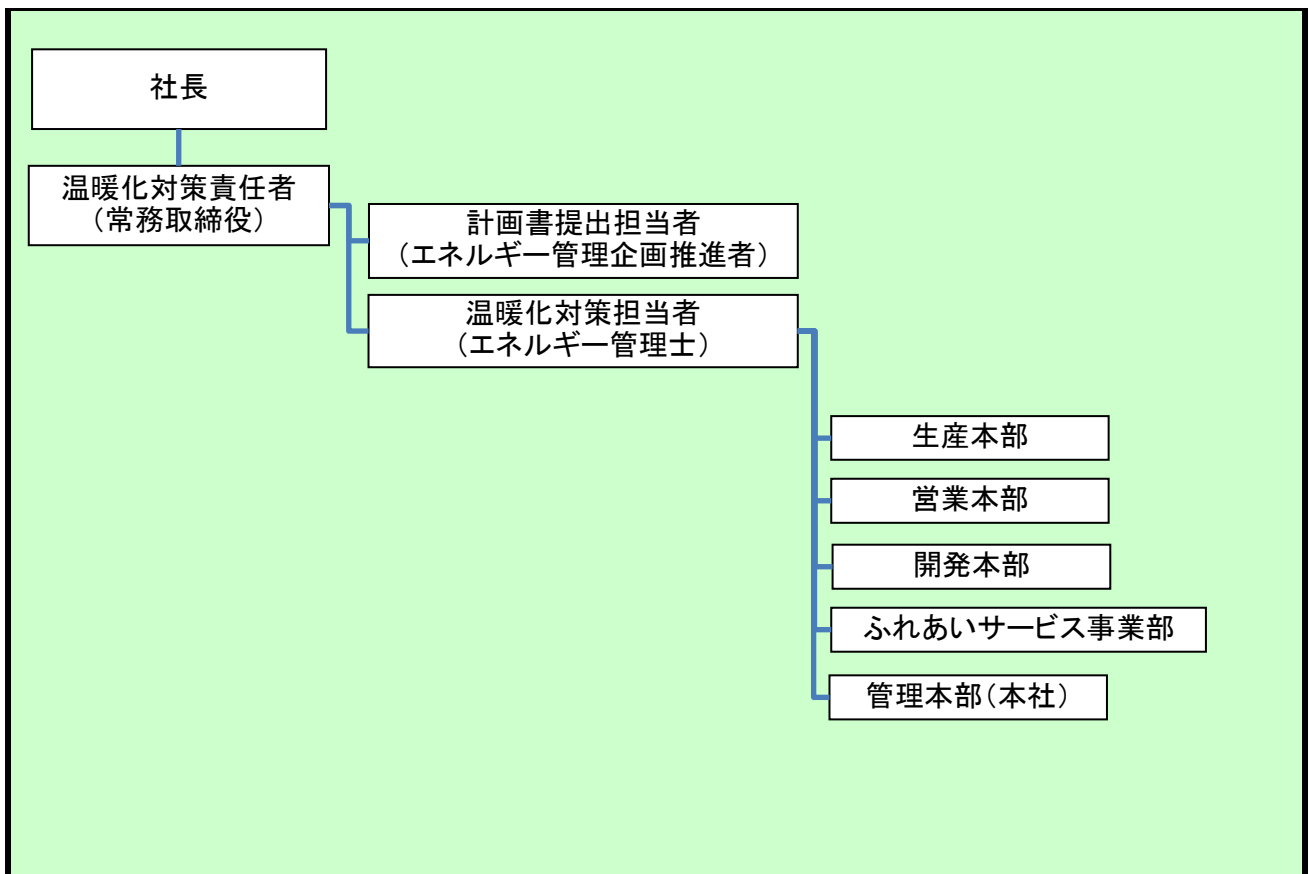 社長
温暖化対策責任者
（常務取締役）
計画書提出担当者
（エネルギー管理企画推進者）
温暖化対策担当者
（エネルギー管理士）
生産本部
営業本部
開発本部
ふれあいサービス事業部
管理本部（本社）